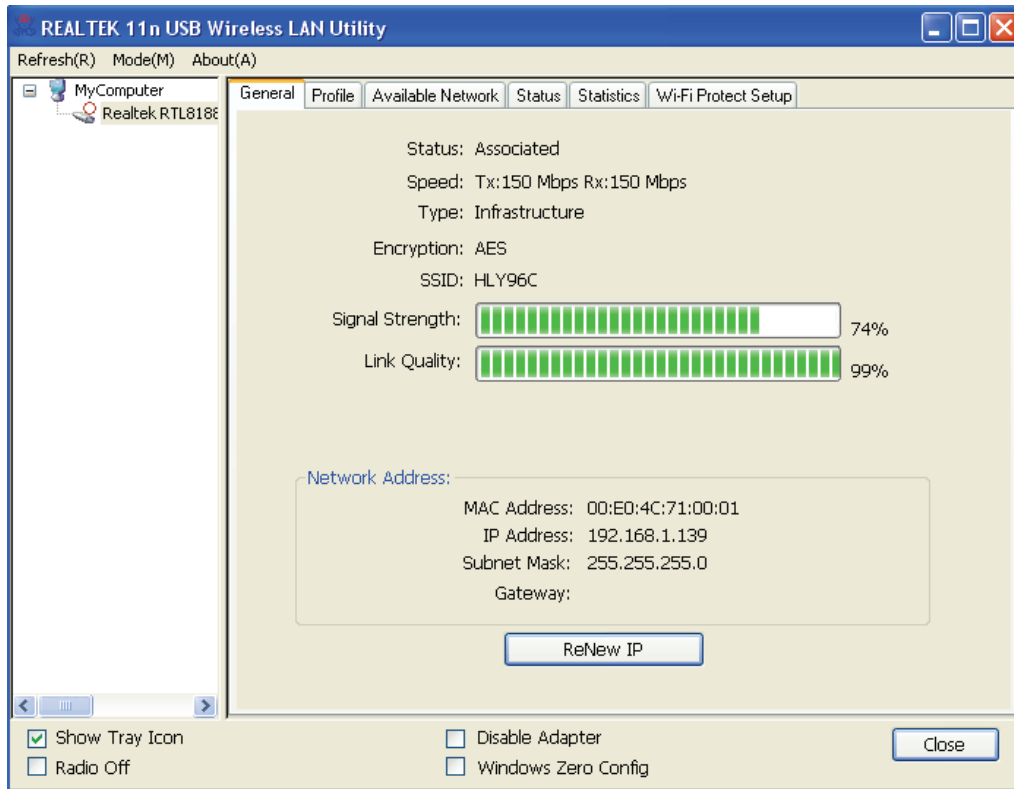 REALTEK 11n USB Wireless LAN Utility
Refresh(R) Mode(M) About(A)
MyComputer
Realtek RTL8188
General Profile Available Network Status Statistics Wi-Fi Protect Setup
Status: Associated
Speed: Tx:150 Mbps Rx:150 Mbps
Type: Infrastructure
Encryption: AES
SSID: HLY96C
Signal Strength: 74%
Link Quality: 99%
Network Address:
MAC Address: 00:E0:4C:71:00:01
IP Address: 192.168.1.139
Subnet Mask: 255.255.255.0
Gateway:
ReNew IP
Show Tray Icon
Radio Off
Disable Adapter
Windows Zero Config
Close